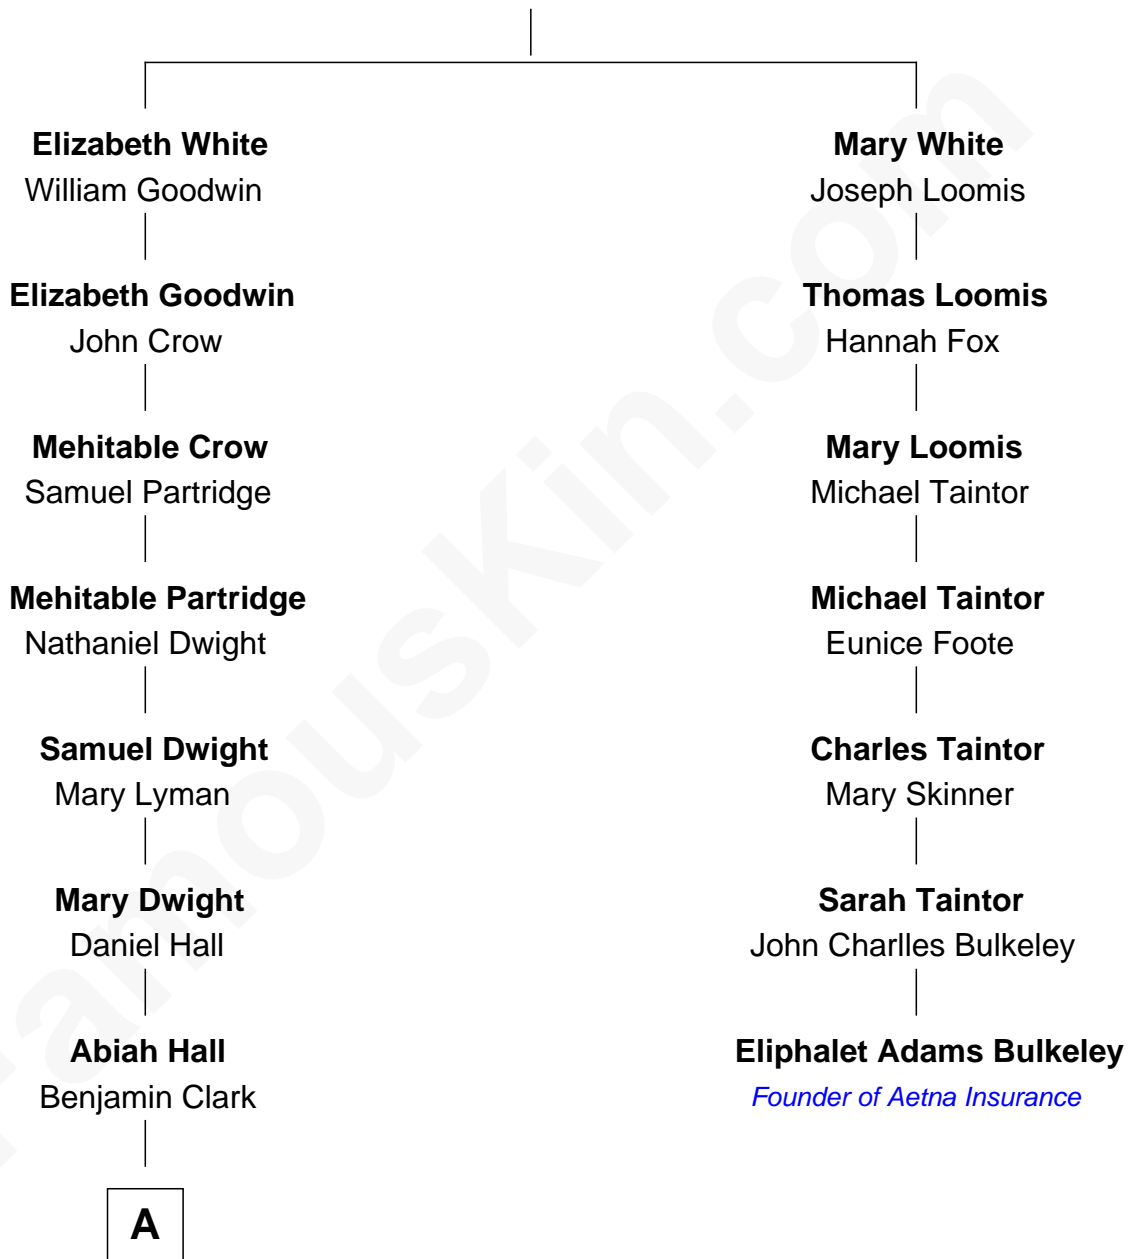 Elizabeth White
William Goodwin
Mary White
Joseph Loomis
Elizabeth Goodwin
John Crow
Thomas Loomis
Hannah Fox
Mehitable Crow
Samuel Partridge
Mary Loomis
Michael Taintor
Mehitable Partridge
Nathaniel Dwight
Michael Taintor
Eunice Foote
Samuel Dwight
Mary Lyman
Charles Taintor
Mary Skinner
Mary Dwight
Daniel Hall
Sarah Taintor
John Charlles Bulkeley
Abiah Hall
Benjamin Clark
Eliphalet Adams Bulkeley
Founder of Aetna Insurance
A
FamousKin.com